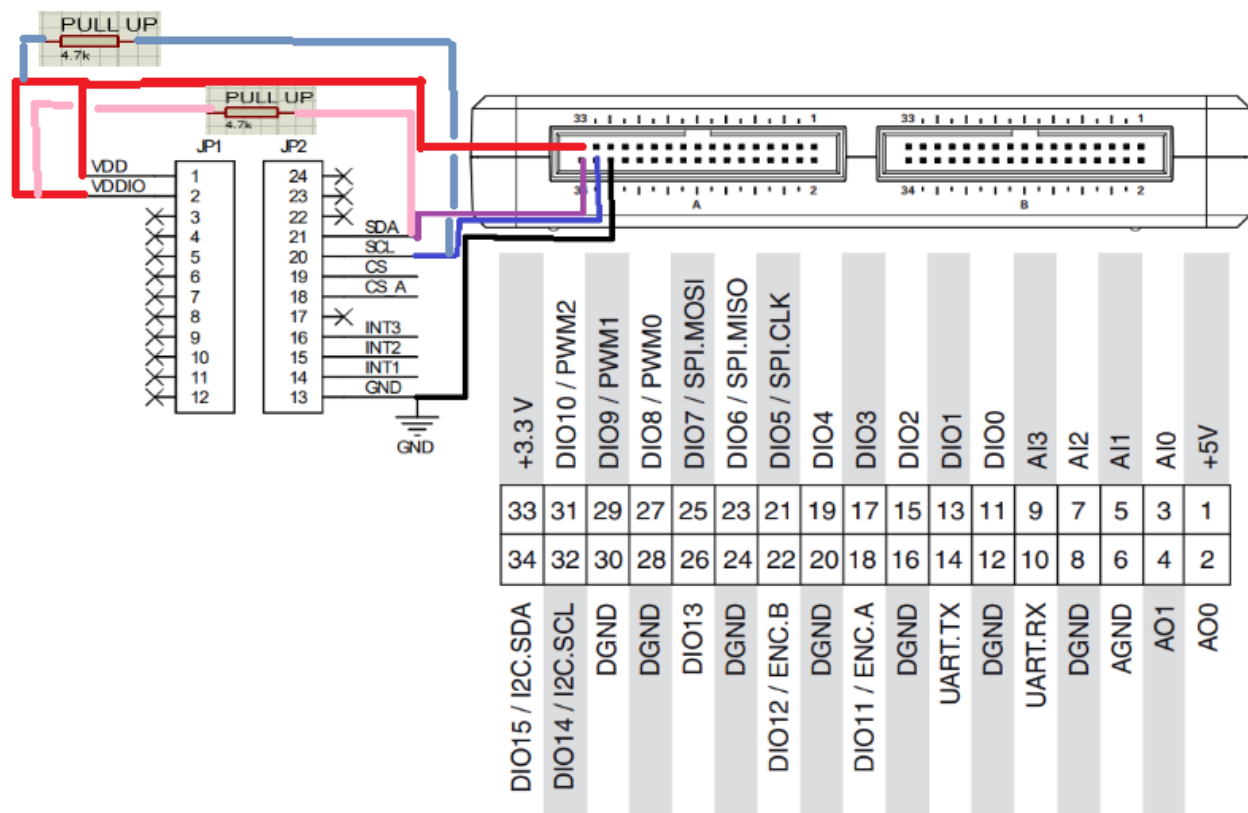 PULL UP
4.7k
PULL UP
4.7k
JP1
JP2
VDD
VDDIO
1
2
3
4
5
6
7
8
9
10
11
12
24
23
22
21
20
19
18
17
16
15
14
13
SDA
SCL
CS
CS_A
INT3
INT2
INT1
GND
GND
33
1
34
2
A
33
1
34
2
B
+3.3 V
DIO10 / PWM2
DIO9 / PWM1
DIO8 / PWM0
DIO7 / SPI.MOSI
DIO6 / SPI.MISO
DIO5 / SPI.CLK
DIO4
DIO3
DIO2
DIO1
DIO0
AI3
AI2
AI1
AI0
+5V
33 31 29 27 25 23 21 19 17 15 13 11 9 7 5 3 1
34 32 30 28 26 24 22 20 18 16 14 12 10 8 6 4 2
DIO15 / I2C.SDA
DIO14 / I2C.SCL
DGND
DGND
DIO13
DGND
DIO12 / ENC.B
DGND
DIO11 / ENC.A
DGND
UART.TX
DGND
UART.RX
DGND
AGND
AO1
AO0